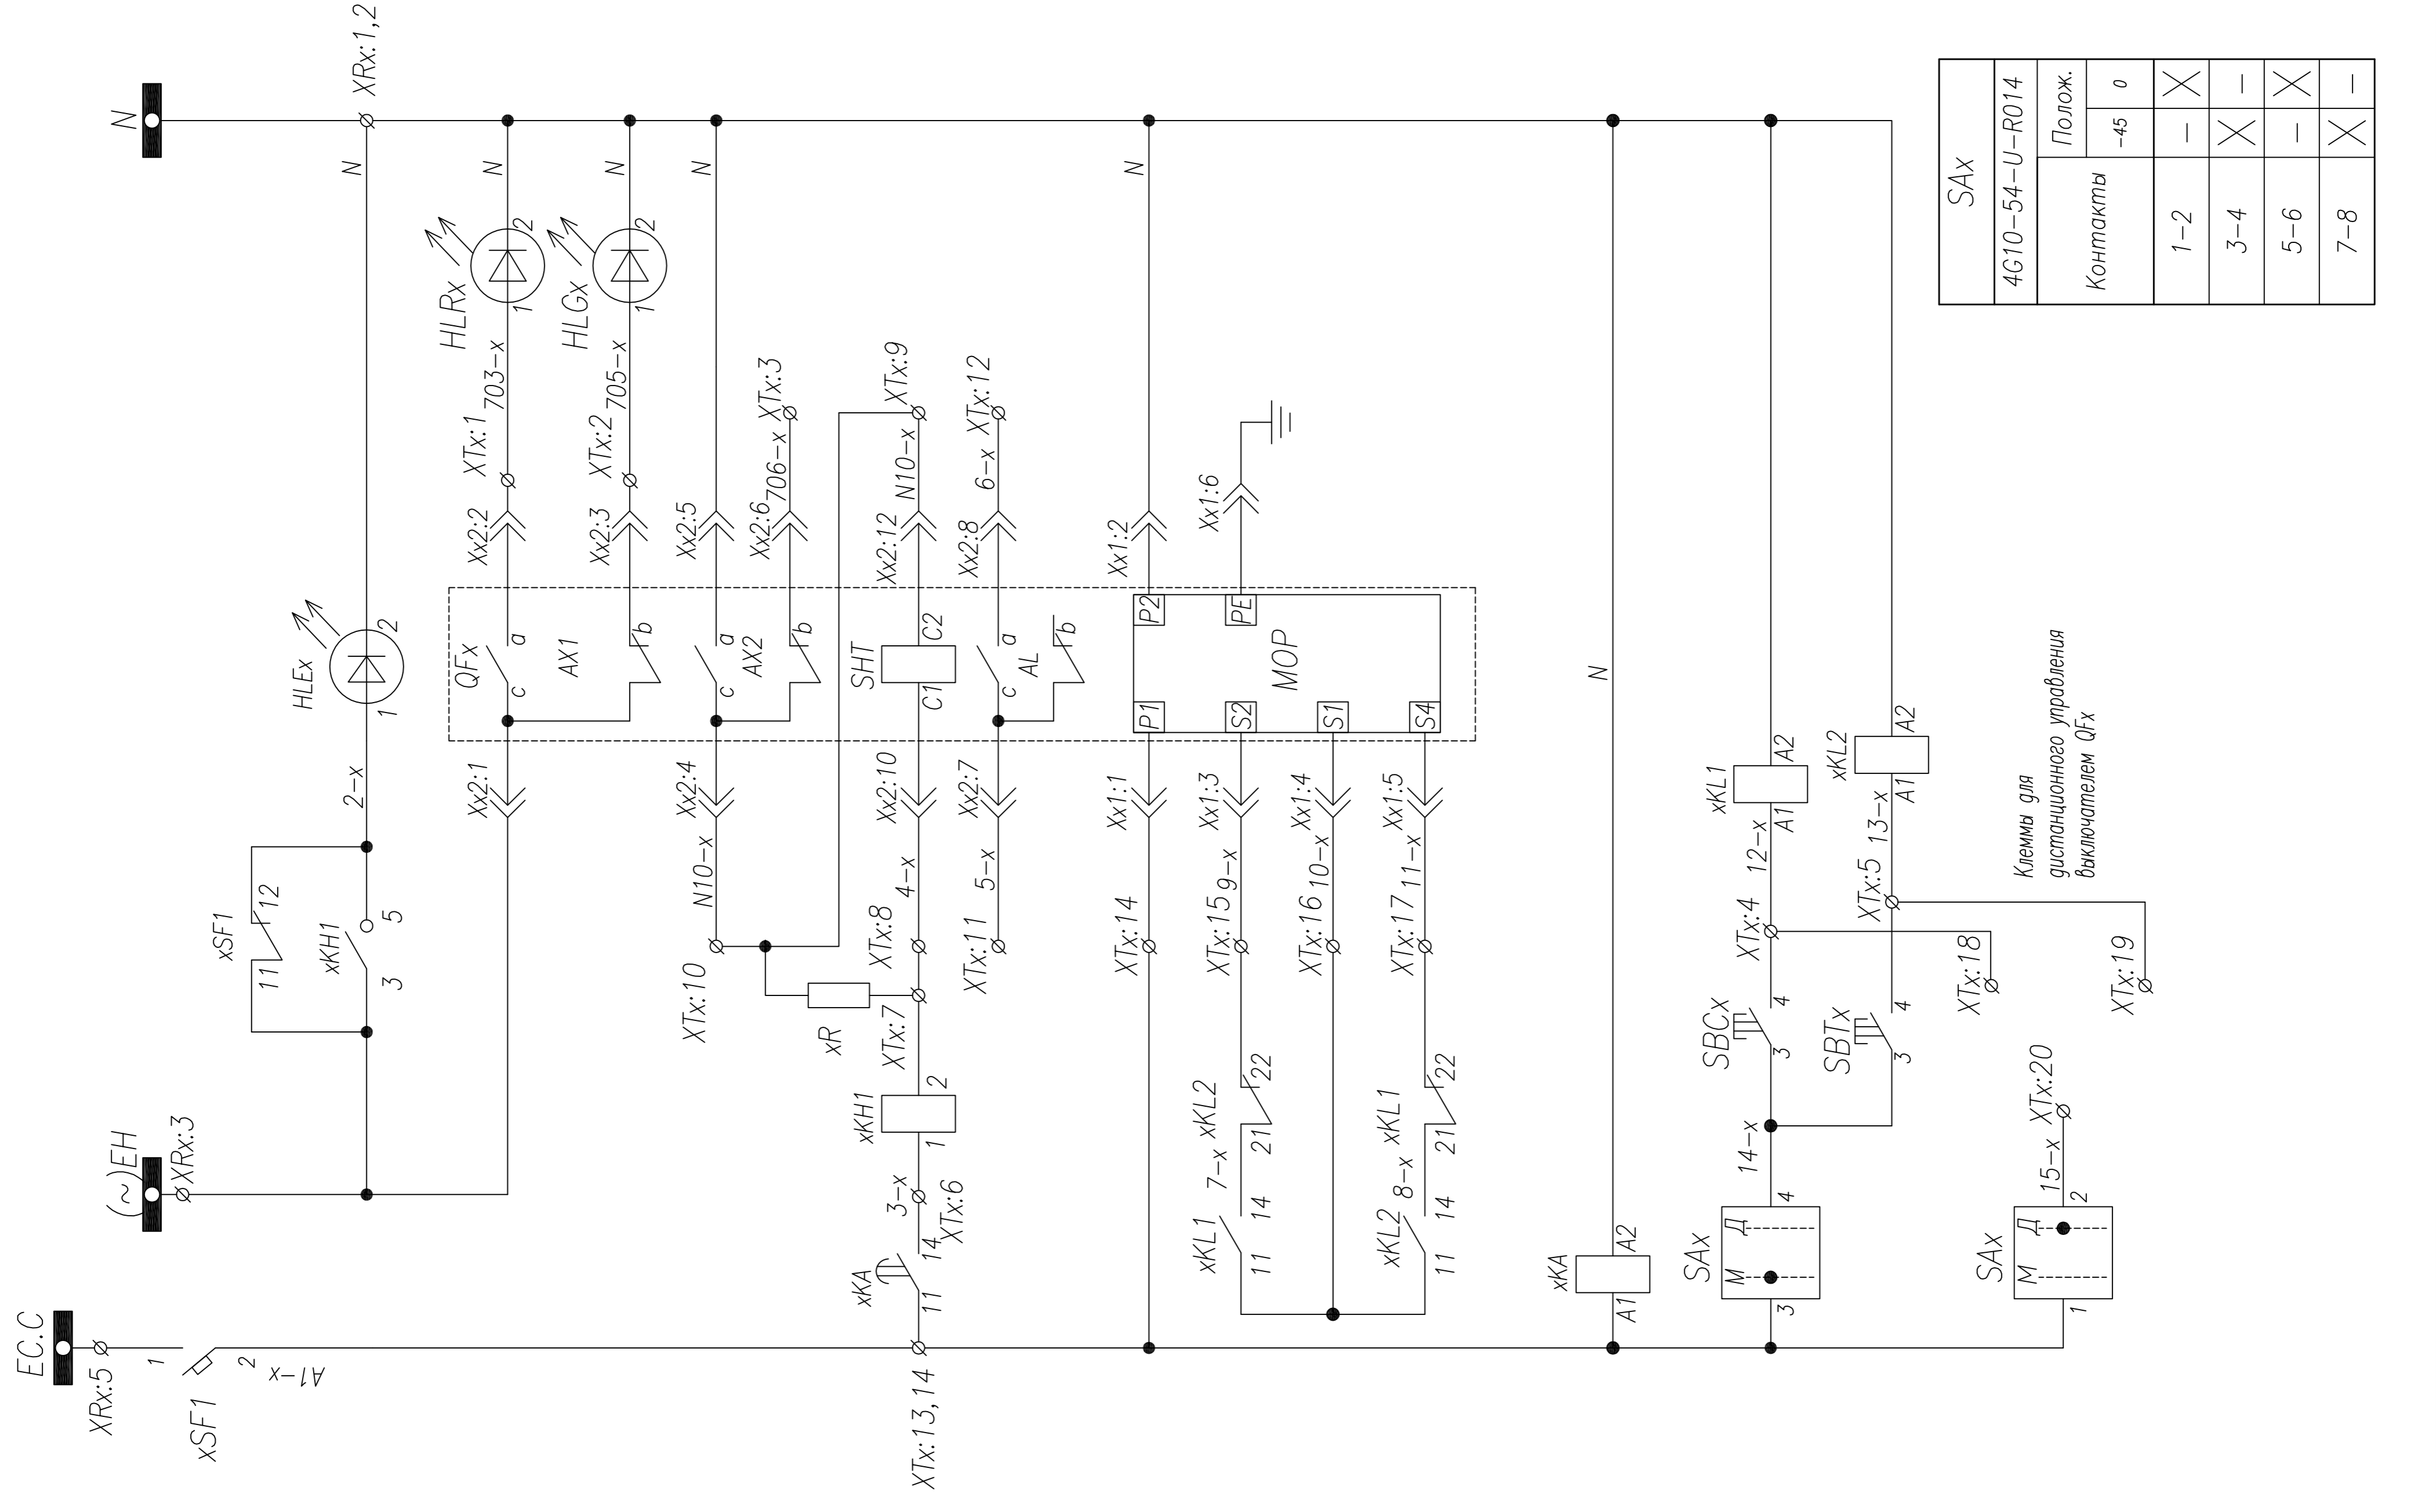 EC.C
XRx:5
1
xSF1
2
A1-x
(~)EH
XRx:3
N
XRx:1,2
xSF1
11
12
xKH1
3
5
2-x
HLEx
1
2
N
Xx2:1
QFx
c
a
AX1
b
Xx2:2
XTx:1
703-x
HLRx
1
2
N
Xx2:3
XTx:2
705-x
HLGx
1
2
N
XTx:10
N10-x
Xx2:4
c
a
AX2
b
Xx2:5
N
Xx2:6
706-x
XTx:3
xR
XTx:13,14
xKA
11
14
3-x
XTx:6
xKH1
1
2
XTx:7
XTx:8
4-x
Xx2:10
SHT
C1
C2
Xx2:12
N10-x
XTx:9
XTx:11
5-x
Xx2:7
c
a
AL
b
Xx2:8
6-x
XTx:12
XTx:14
Xx1:1
P1
P2
Xx1:2
N
МОР
PE
Xx1:6
xKL1
11
14
7-x
xKL2
21
22
XTx:15
9-x
Xx1:3
S2
XTx:16
10-x
Xx1:4
S1
xKL2
11
14
8-x
xKL1
21
22
XTx:17
11-x
Xx1:5
S4
xKA
A1
A2
N
SAx
М
Д
3
4
14-x
SBCx
3
4
XTx:4
12-x
xKL1
A1
A2
SBTx
3
4
XTx:5
13-x
xKL2
A1
A2
XTx:18
XTx:19
Клеммы для
дистанционного управления
выключателем QFx
SAx
М
Д
1
2
15-x
XTx:20
SAx
4G10-54-U-R014
Контакты
Полож.
-45
0
1-2
-
X
3-4
X
-
5-6
-
X
7-8
X
-